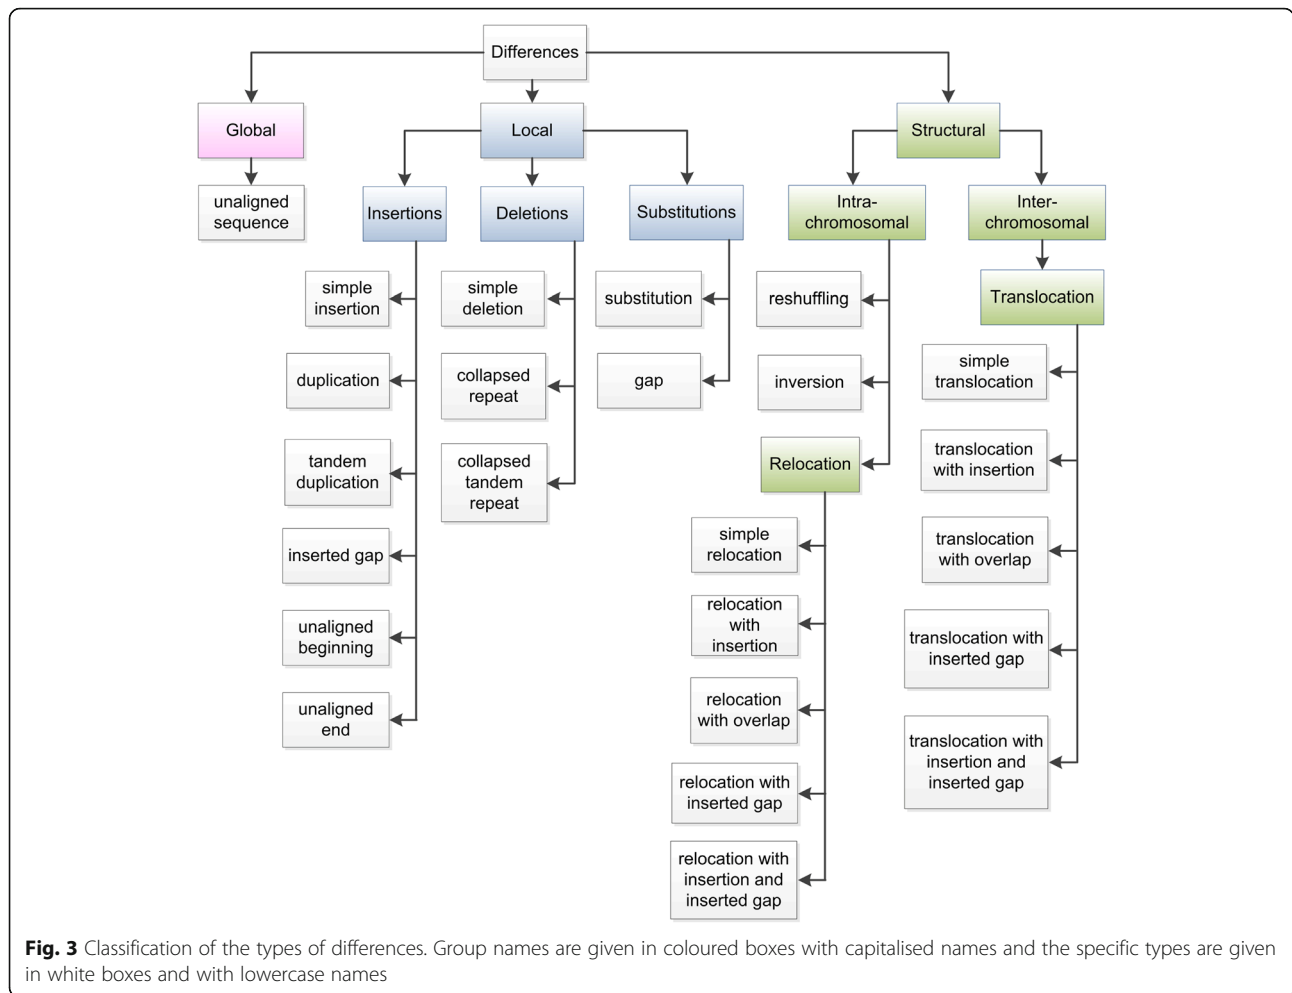 Differences
Global
Local
Structural
unaligned
sequence
Insertions
Deletions
Substitutions
Intra-
chromosomal
Inter-
chromosomal
simple
insertion
duplication
tandem
duplication
inserted gap
unaligned
beginning
unaligned
end
simple
deletion
collapsed
repeat
collapsed
tandem
repeat
substitution
gap
reshuffling
inversion
Relocation
simple
relocation
relocation
with
insertion
relocation
with overlap
relocation with
inserted gap
relocation with
insertion and
inserted gap
Translocation
simple
translocation
translocation
with insertion
translocation
with overlap
translocation with
inserted gap
translocation with
insertion and
inserted gap
Fig. 3 Classification of the types of differences. Group names are given in coloured boxes with capitalised names and the specific types are given
in white boxes and with lowercase names